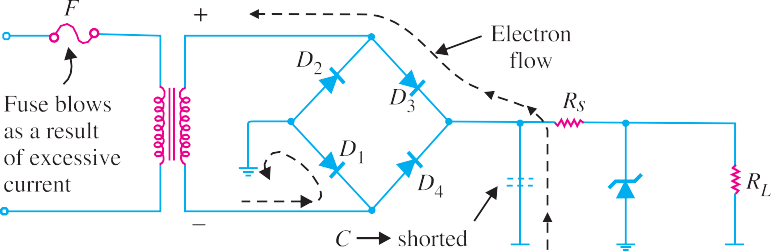 F
+
Electron
flow
D2
D3
Fuse blows
as a result
of excessive
current
RS
D1
D4
RL
–
C → shorted